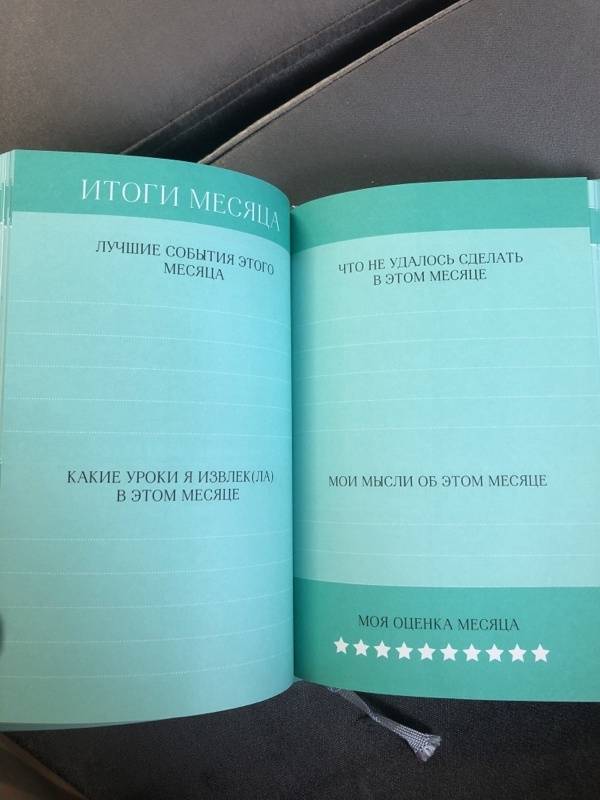 ИТОГИ МЕСЯЦА
ЛУЧШИЕ СОБЫТИЯ ЭТОГО
МЕСЯЦА
КАКИЕ УРОКИ Я ИЗВЛЕК(ЛА)
В ЭТОМ МЕСЯЦЕ
ЧТО НЕ УДАЛОСЬ СДЕЛАТЬ
В ЭТОМ МЕСЯЦЕ
МОИ МЫСЛИ ОБ ЭТОМ МЕСЯЦЕ
МОЯ ОЦЕНКА МЕСЯЦА